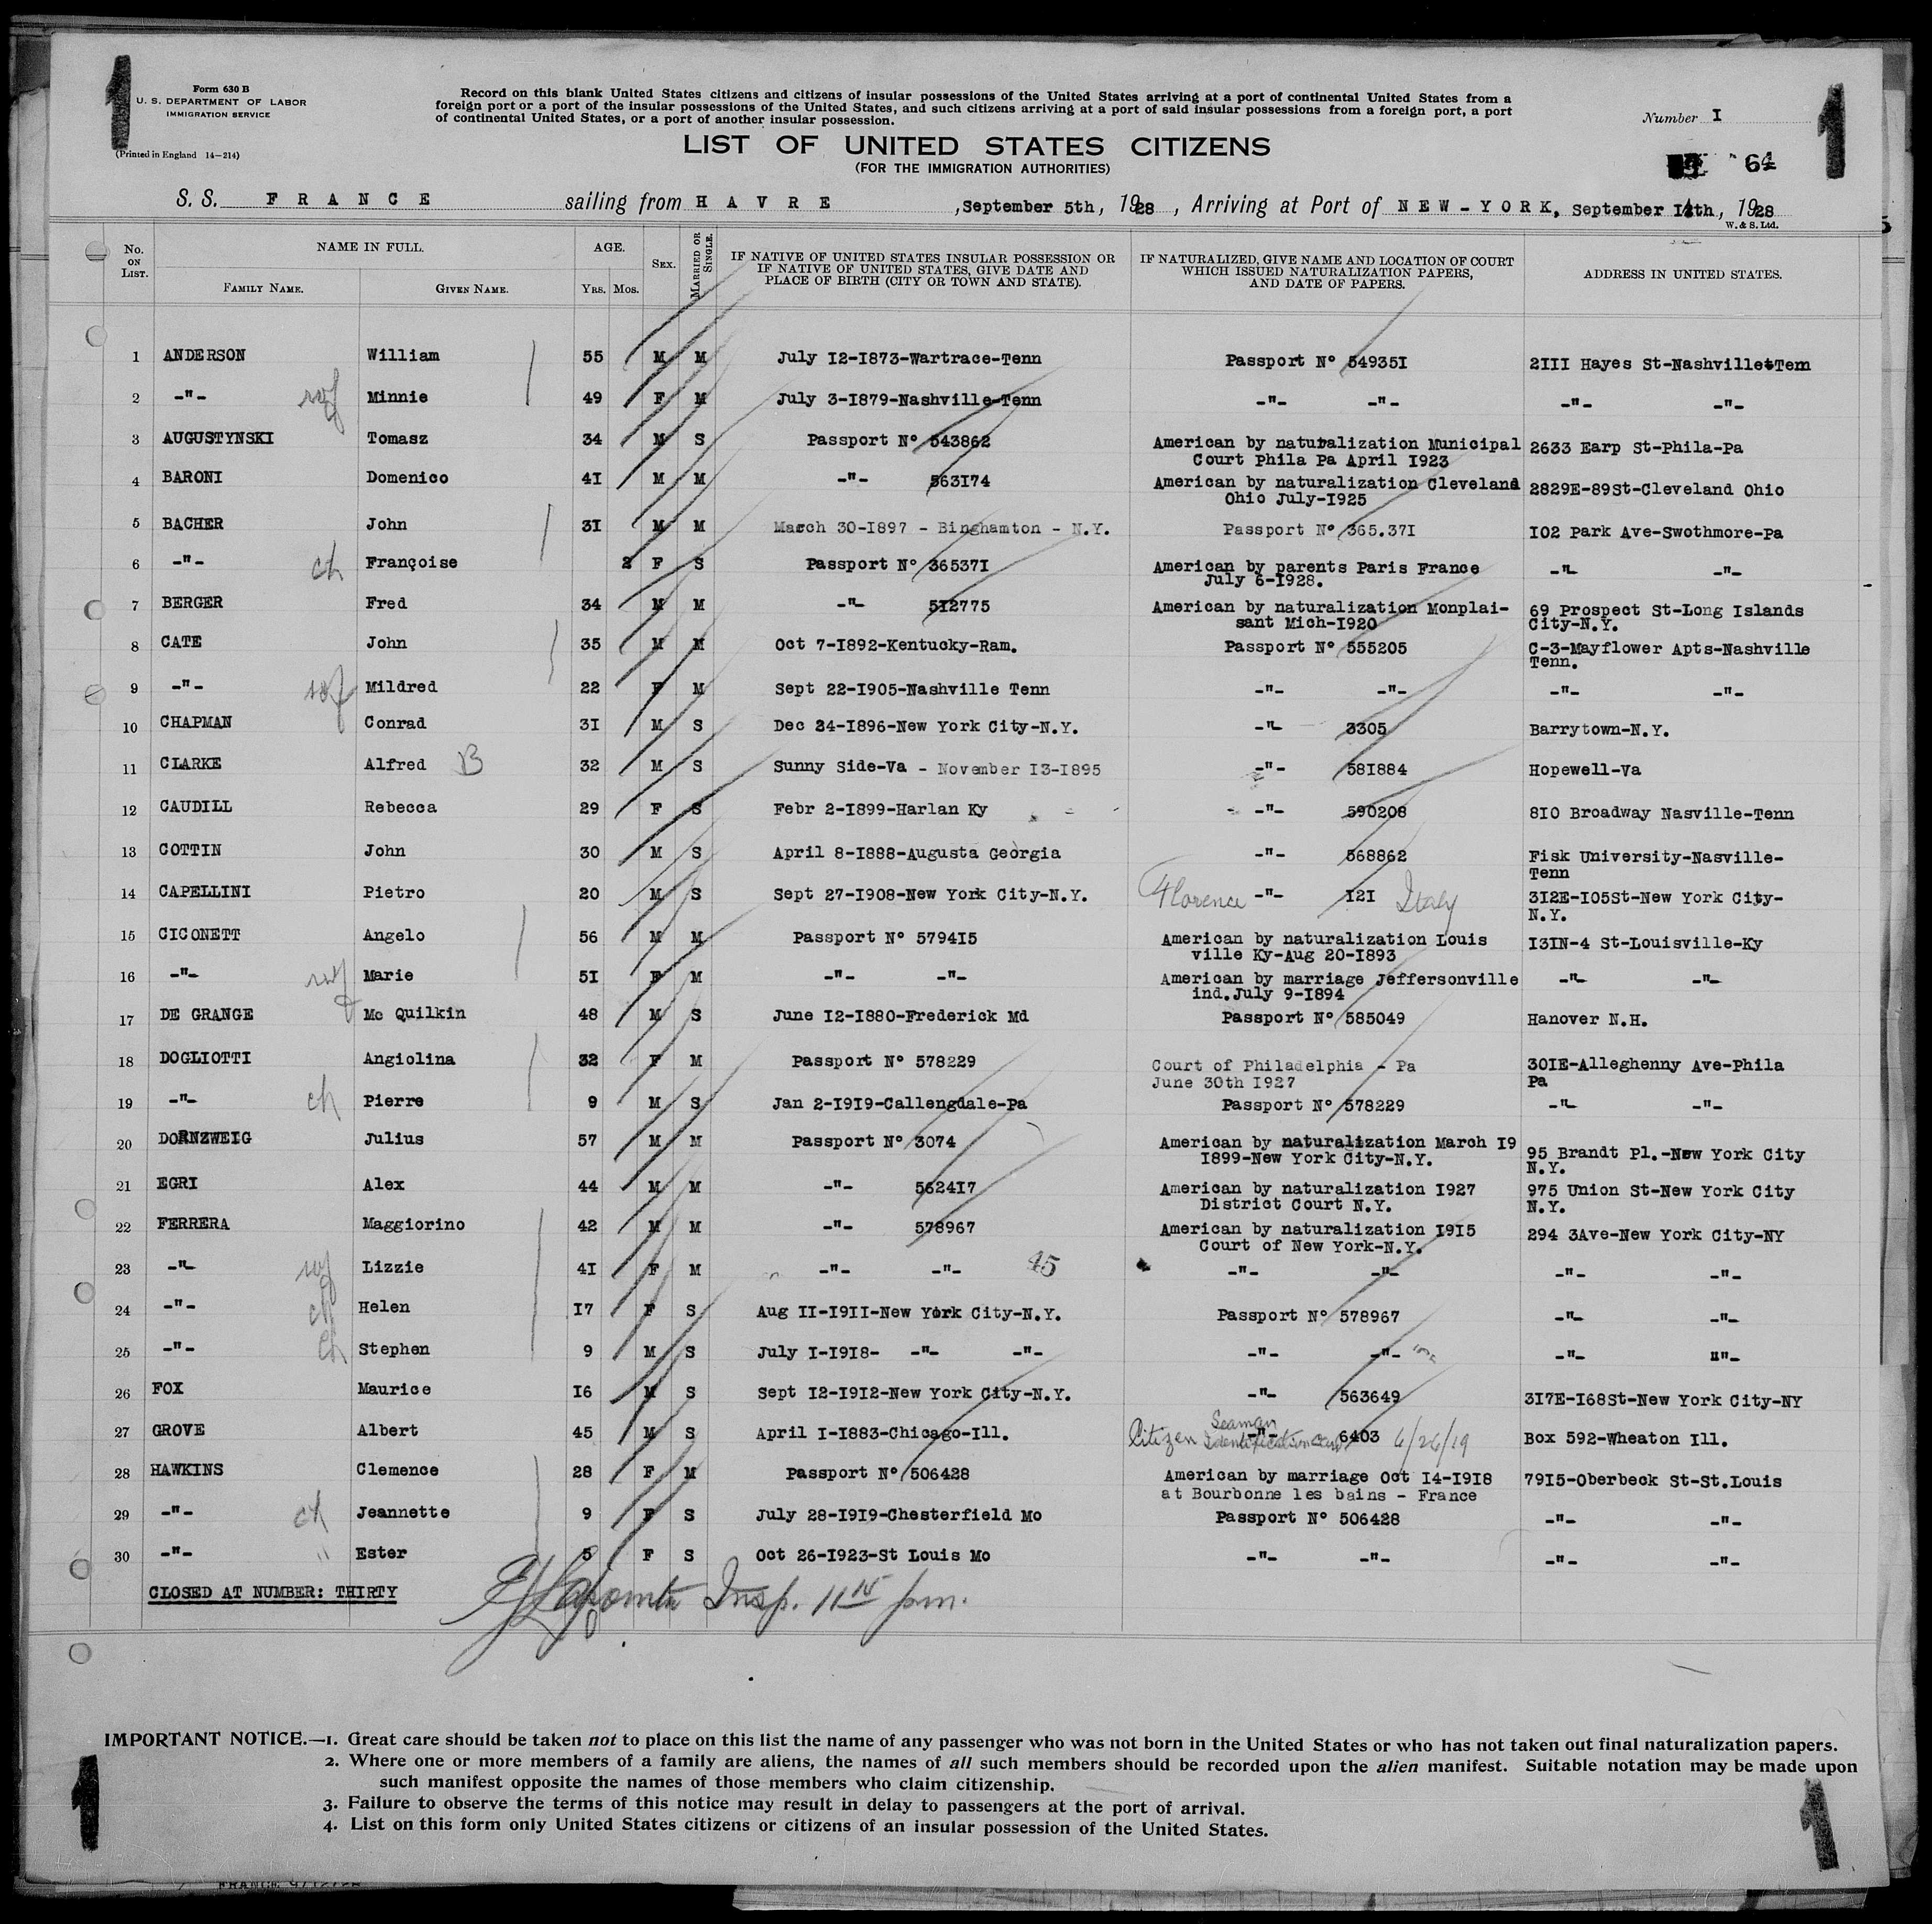 1
Form 630 B
U. S. DEPARTMENT OF LABOR
IMMIGRATION SERVICE
(Printed in England 14-214)
Record on this blank United States citizens and citizens of insular possessions of the United States arriving at a port of continental United States from a
foreign port or a port of the insular possessions of the United States, and such citizens arriving at a port of said insular possessions from a foreign port, a port
of continental United States, or a port of another insular possession.
LIST OF UNITED STATES CITIZENS
(FOR THE IMMIGRATION AUTHORITIES)
Number I
1
64
S. S. FRANCE sailing from HAVRE, September 5th, 1928, Arriving at Port of NEW-YORK, September th, 1928
W. & S. Ltd.
No. ON LIST. NAME IN FULL. AGE. SEX. MARRIED OR SINGLE. IF NATIVE OF UNITED STATES INSULAR POSSESSION OR IF NATIVE OF UNITED STATES, GIVE DATE AND PLACE OF BIRTH (CITY OR TOWN AND STATE). IF NATURALIZED, GIVE NAME AND LOCATION OF COURT WHICH ISSUED NATURALIZATION PAPERS, AND DATE OF PAPERS. ADDRESS IN UNITED STATES.
FAMILY NAME. GIVEN NAME. YRS. MOS.
1 ANDERSON William 55 M M July I2-I873-Wartrace-Tenn Passport N° 54935I 2III Hayes St-Nashville-Tem
2 -"- wf Minnie 49 F M July 3-I879-Nashville-Tenn -"- -"- -"- -"-
3 AUGUSTYNSKI Tomasz 34 M S Passport N° 543862 American by naturalization Municipal 2633 Earp St-Phila-Pa
Court Phila Pa April I923
4 BARONI Domenico 4I M M -"- 563I74 American by naturalization Cleveland 2829E-89St-Cleveland Ohio
Ohio July-I925
5 BACHER John 3I M M March 30-I897 - Binghamton - N.Y. Passport N° 365.37I I02 Park Ave-Swothmore-Pa
6 -"- ch Françoise 2 F S Passport N° 36537I American by parents Paris France -"- -"-
July 6-I928.
7 BERGER Fred 34 M M -"- 5I2775 American by naturalization Monplai- 69 Prospect St-Long Islands
sant Mich-I920 City-N.Y.
8 CATE John 35 M M Oct 7-I892-Kentucky-Ram. Passport N° 555205 C-3-Mayflower Apts-Nashville
Tenn.
9 -"- wf Mildred 22 F M Sept 22-I905-Nashville Tenn -"- -"- -"- -"-
10 CHAPMAN Conrad 3I M S Dec 24-I896-New York City-N.Y. -"- 3305 Barrytown-N.Y.
11 CLARKE Alfred B 32 M S Sunny Side-Va - November I3-I895 -"- 58I884 Hopewell-Va
12 CAUDILL Rebecca 29 F S Febr 2-I899-Harlan Ky -"- 590208 8I0 Broadway Nasville-Tenn
13 COTTIN John 30 M S April 8-I888-Augusta Georgia -"- 568862 Fisk University-Nasville-
Tenn
14 CAPELLINI Pietro 20 M S Sept 27-I908-New York City-N.Y. Florence -"- I2I Italy 3I2E-I05St-New York City-
N.Y.
15 CICONETT Angelo 56 M M Passport N° 5794I5 American by naturalization Louis I3IN-4 St-Louisville-Ky
ville Ky-Aug 20-I893
16 -"- wf Marie 5I F M -"- -"- American by marriage Jeffersonville -"- -"-
ind.July 9-I894
17 DE GRANGE Mc Quilkin 48 M S June I2-I880-Frederick Md Passport N° 585049 Hanover N.H.
18 DOGLIOTTI Angiolina 32 F M Passport N° 578229 Court of Philadelphia - Pa 30IE-Alleghenny Ave-Phila
June 30th I927 Pa
19 -"- ch Pierre 9 M S Jan 2-I9I9-Callengdale-Pa Passport N° 578229 -"- -"-
20 DORNZWEIG Julius 57 M M Passport N° 3074 American by naturalization March I9 95 Brandt Pl.-New York City
I899-New York City-N.Y. N.Y.
21 EGRI Alex 44 M M -"- 5624I7 American by naturalization I927 975 Union St-New York City
District Court N.Y. N.Y.
22 FERRERA Maggiorino 42 M M -"- 578967 American by naturalization I9I5 294 3Ave-New York City-NY
Court of New York-N.Y.
23 -"- wf Lizzie 4I F M -"- -"- 45 -"- -"- -"- -"-
24 -"- ch Helen I7 F S Aug II-I9II-New York City-N.Y. Passport N° 578967 -"- -"-
25 -"- ch Stephen 9 M S July I-I9I8- -"- -"- -"- -"- -"- ""-
26 FOX Maurice I6 M S Sept I2-I9I2-New York City-N.Y. -"- 563649 3I7E-I68St-New York City-NY
27 GROVE Albert 45 M S April I-I883-Chicago-Ill. Citizen Seaman Identification Card -"- 6403 6/26/19 Box 592-Wheaton Ill.
28 HAWKINS Clemence 28 F M Passport N° 506428 American by marriage Oct I4-I9I8 79I5-Oberbeck St-St.Louis
at Bourbonne les bains - France
29 -"- ch Jeannette 9 F S July 28-I9I9-Chesterfield Mo Passport N° 506428 -"- -"-
30 -"- " Ester 5 F S Oct 26-I923-St Louis Mo -"- -"- -"- -"-
CLOSED AT NUMBER: THIRTY
Insp. 11 15 pm.
IMPORTANT NOTICE.—1. Great care should be taken not to place on this list the name of any passenger who was not born in the United States or who has not taken out final naturalization papers.
2. Where one or more members of a family are aliens, the names of all such members should be recorded upon the alien manifest. Suitable notation may be made upon
such manifest opposite the names of those members who claim citizenship.
3. Failure to observe the terms of this notice may result in delay to passengers at the port of arrival.
4. List on this form only United States citizens or citizens of an insular possession of the United States.
1
1